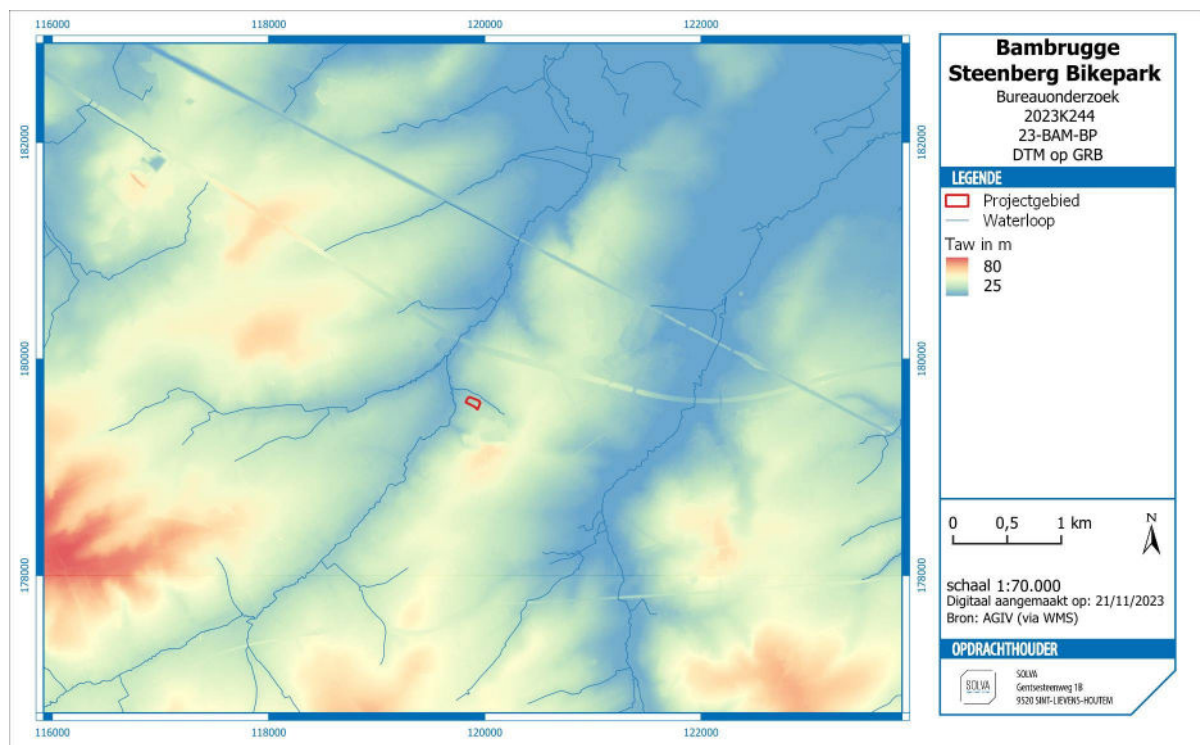 116000 118000 120000 122000
182000 182000
180000 180000
178000 178000
116000 118000 120000 122000
Bambrugge
Steenberg Bikepark
Bureauonderzoek
2023K244
23-BAM-BP
DTM op GRB
LEGENDE
Projectgebied
Waterloop
Taw in m
80
25
0 0,5 1 km
N
schaal 1:70.000
Digitaal aangemaakt op: 21/11/2023
Bron: AGIV (via WMS)
OPDRACHTHOUDER
SOLVA
SOLVA
Gentsesteenweg 1B
9520 SINT-LIEVENS-HOUTEM